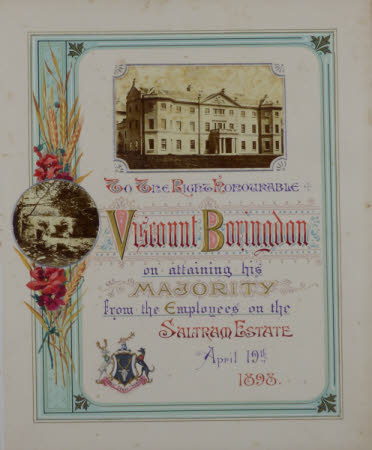 To The Right Honourable
Viscount Boringdon
on attaining his
MAJORITY
from the Employees on the
SALTRAM ESTATE
April 19th
1898.